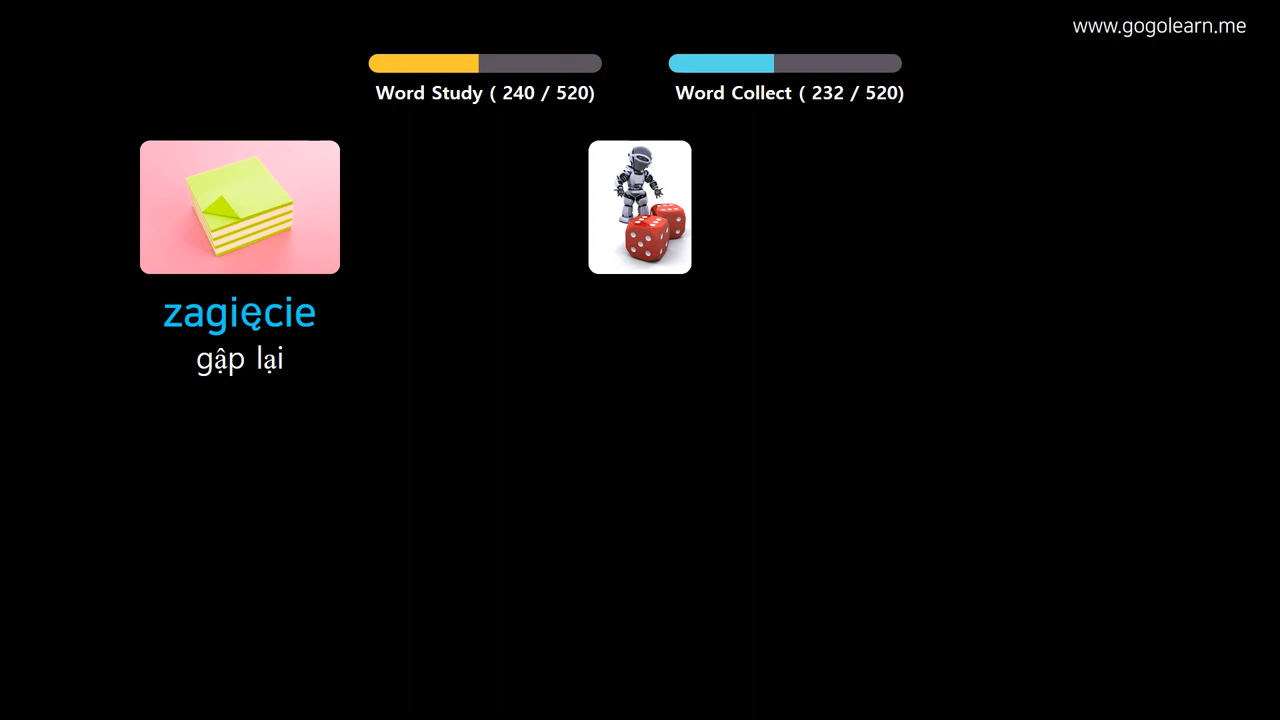 www.gogolearn.me
Word Study ( 240 / 520)
Word Collect ( 232 / 520)
zagięcie
gập lại